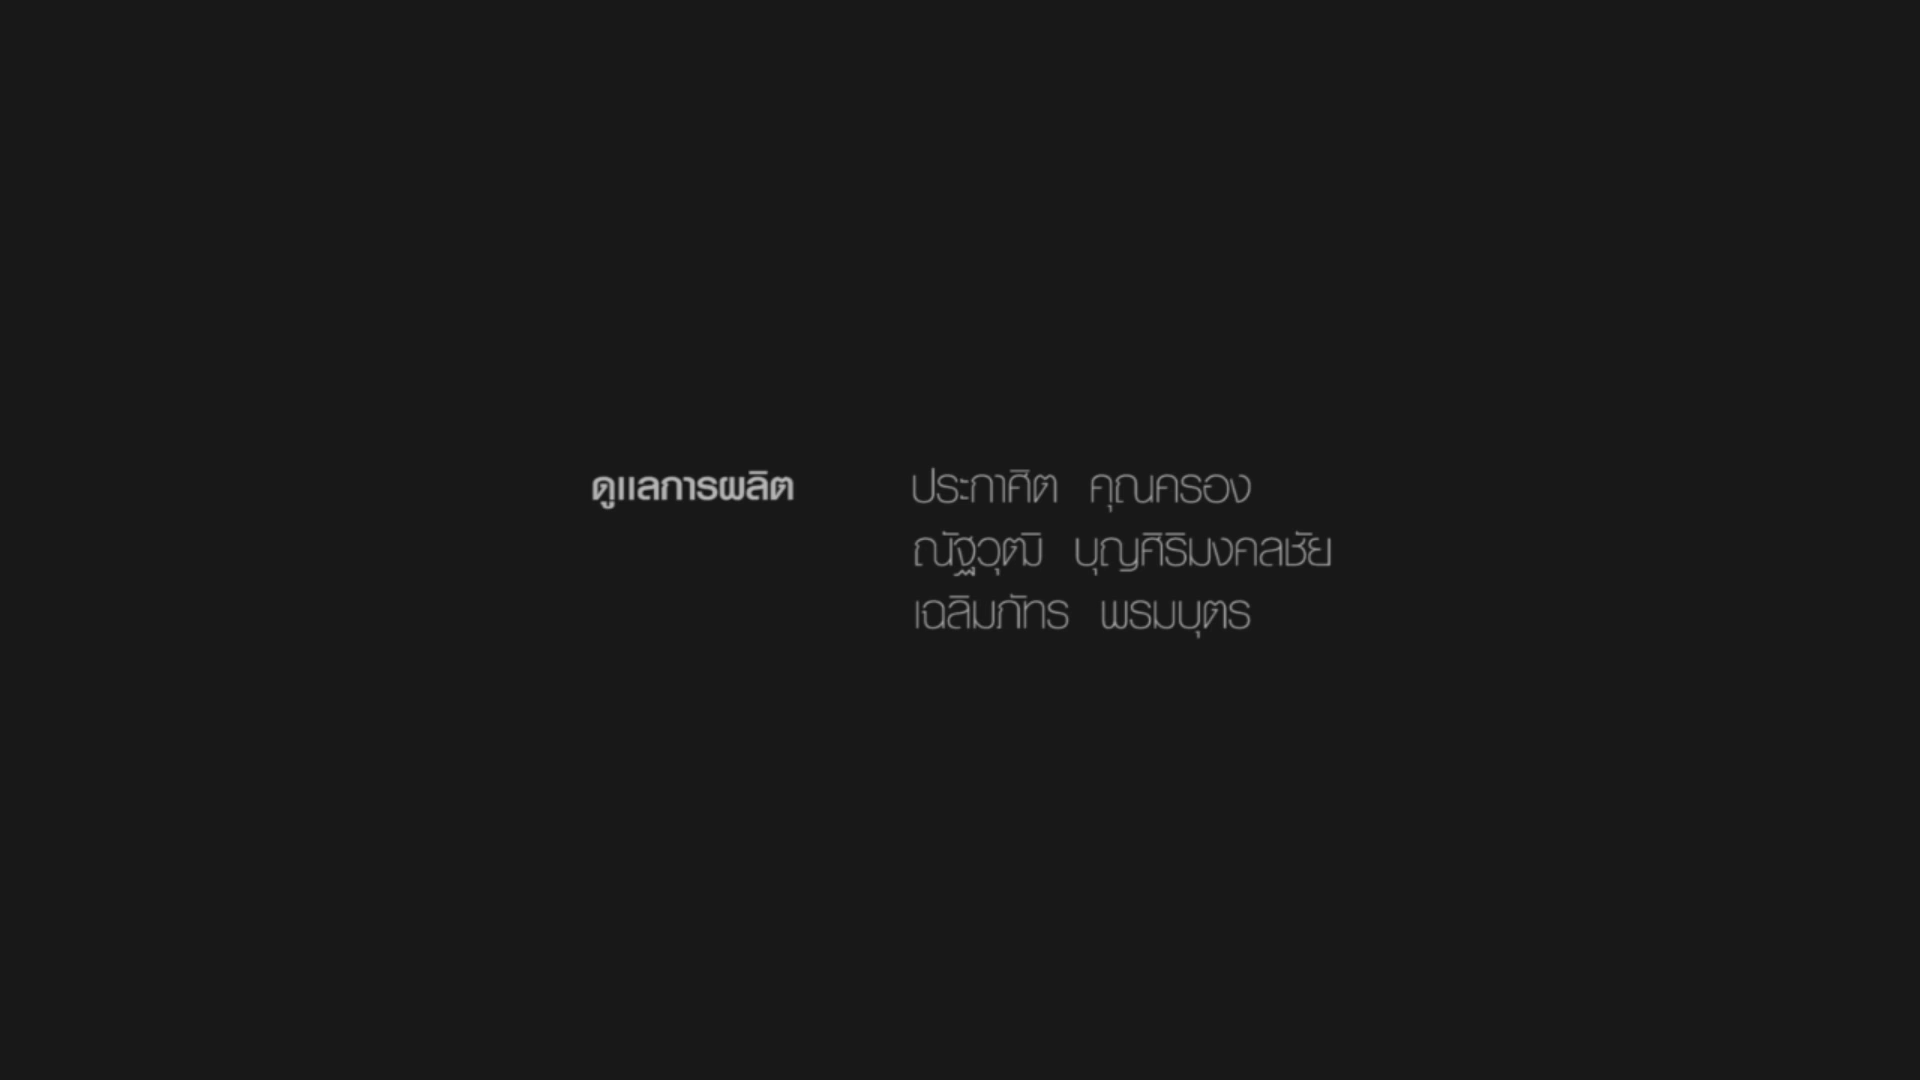 ดูแลการผลิต ประกาศิต คุณครอง
ณัฐวุฒิ บุญศิริมงคลชัย
เฉลิมภัทร พรมบุตร